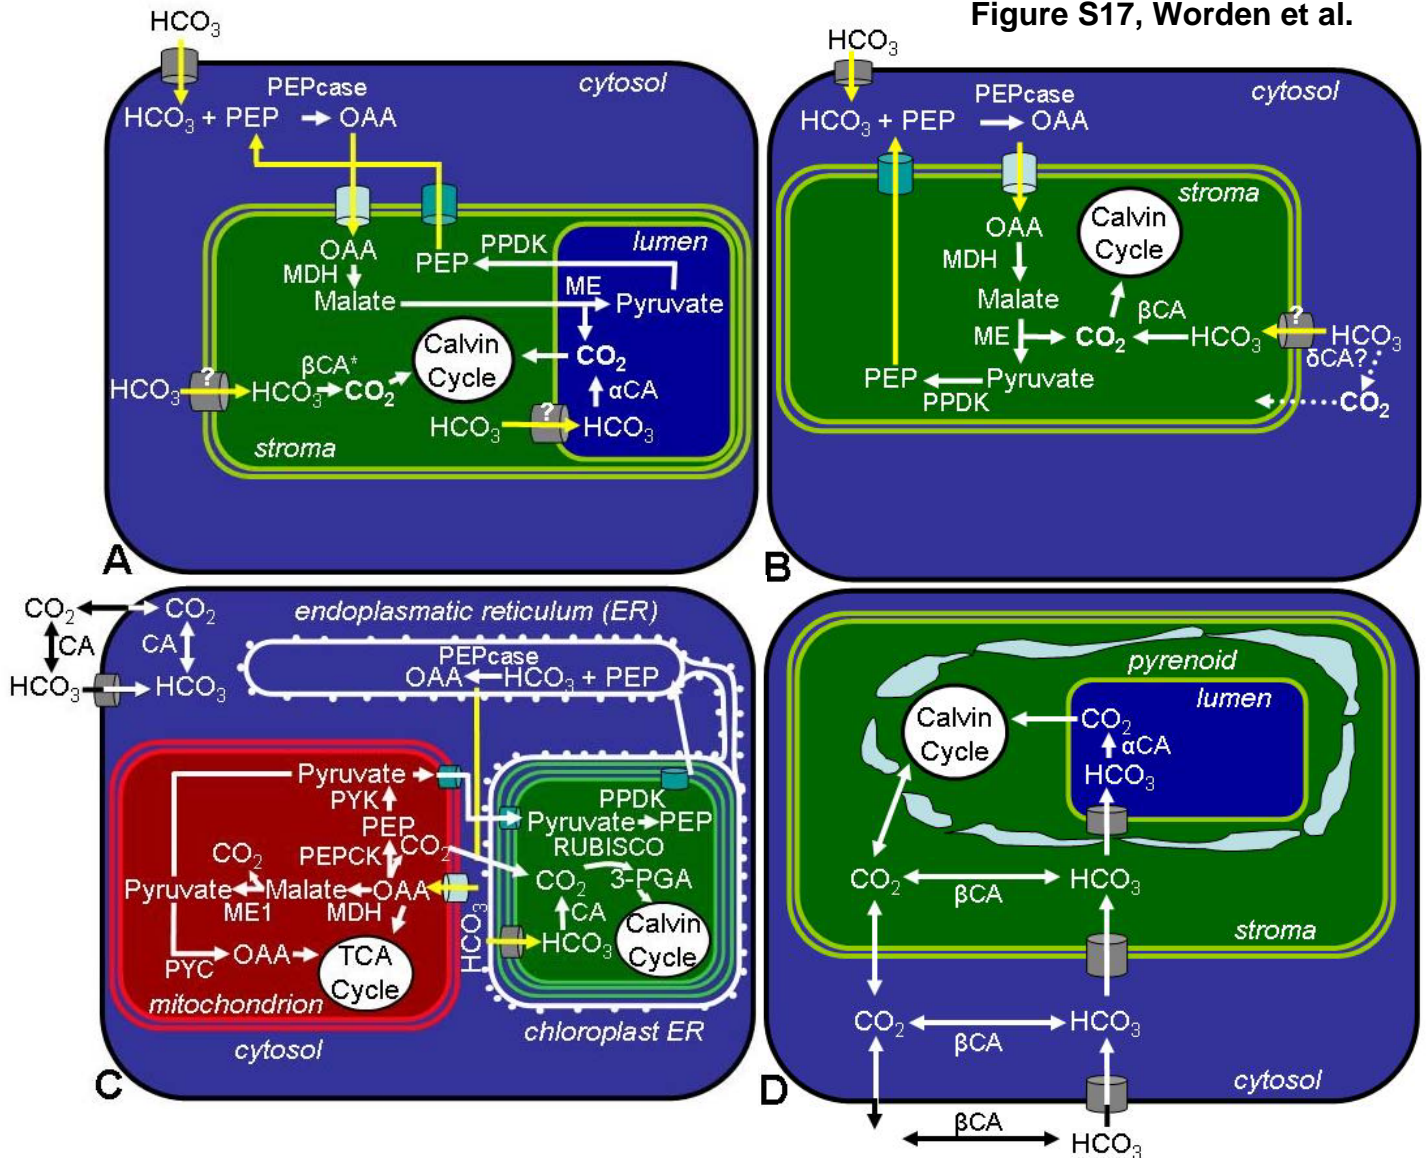 Figure S17, Worden et al.
HCO3
cytosol
PEPcase
HCO3 + PEP
OAA
OAA
MDH
Malate
PEP
PPDK
lumen
ME
Pyruvate
CO2
Calvin
Cycle
αCA
HCO3
?
HCO3
βCA*
CO2
HCO3
?
HCO3
stroma
A
HCO3
cytosol
PEPcase
HCO3 + PEP
OAA
stroma
OAA
MDH
Malate
ME
Pyruvate
PPDK
PEP
Calvin
Cycle
CO2
βCA
HCO3
?
HCO3
δCA?
CO2
B
CO2
CO2
CA
CA
HCO3
HCO3
endoplasmatic reticulum (ER)
PEPcase
OAA
HCO3 + PEP
Pyruvate
PYK
PEP
PEPCK
CO2
CO2
Pyruvate
Malate
OAA
ME1
MDH
PYC
OAA
TCA
Cycle
mitochondrion
cytosol
HCO3
PPDK
Pyruvate
PEP
RUBISCO
CO2
3-PGA
CA
HCO3
Calvin
Cycle
chloroplast ER
C
pyrenoid
lumen
Calvin
Cycle
CO2
αCA
HCO3
CO2
βCA
HCO3
stroma
CO2
βCA
HCO3
cytosol
βCA
HCO3
D